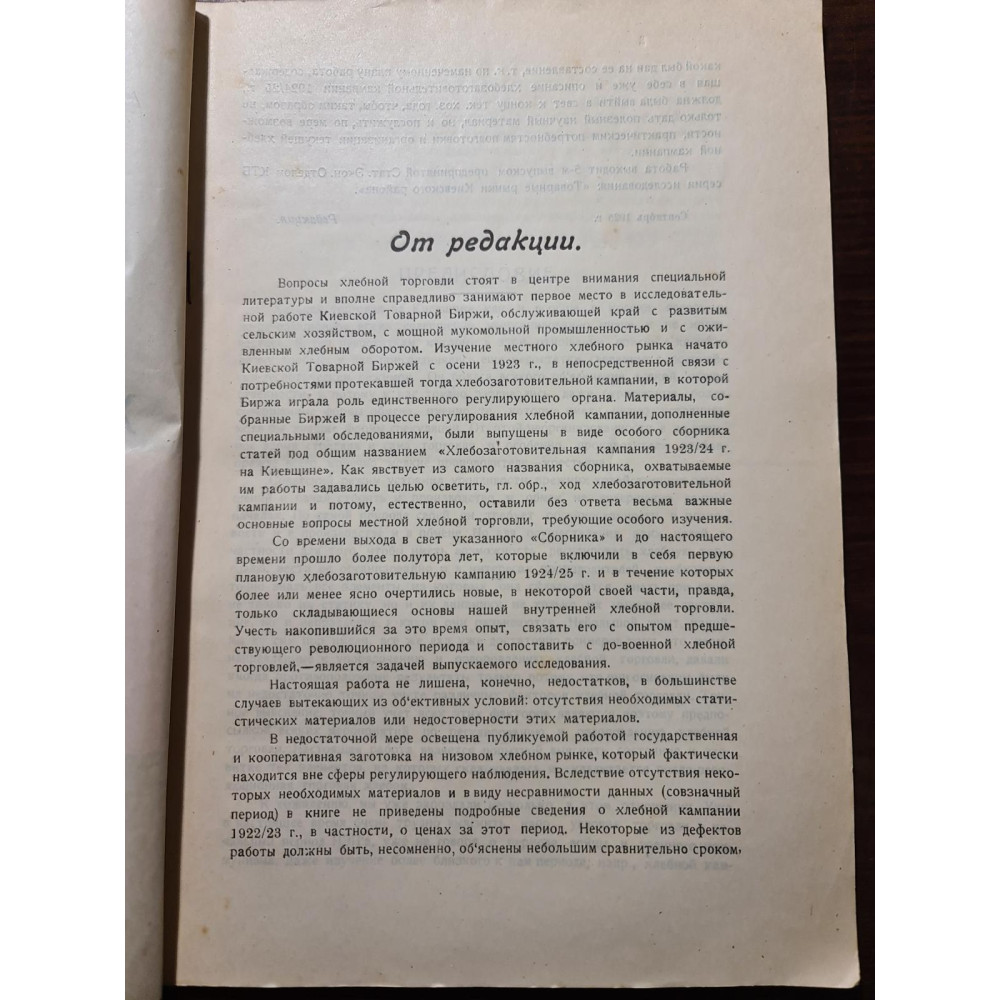 От редакции.
Вопросы хлебной торговли стоят в центре внимания специальной
литературы и вполне справедливо занимают первое место в исследователь-
ной работе Киевской Товарной Биржи, обслуживающей край с развитым
сельским хозяйством, с мощной мукомольной промышленностью и с ожи-
вленным хлебным оборотом. Изучение местного хлебного рынка начато
Киевской Товарной Биржей с осени 1923 г., в непосредственной связи с
потребностями протекавшей тогда хлебозаготовительной кампании, в которой
Биржа играла роль единственного регулирующего органа. Материалы, со-
бранные Биржей в процессе регулирования хлебной кампании, дополненные
специальными обследованиями, были выпущены в виде особого сборника
статей под общим названием «Хлебозаготовительная кампания 1923/24 г.
на Киевщине». Как явствует из самого названия сборника, охватываемые
им работы задавались целью осветить, гл. обр., ход хлебозаготовительной
кампании и потому, естественно, оставили без ответа весьма важные
основные вопросы местной хлебной торговли, требующие особого изучения.
Со времени выхода в свет указанного «Сборника» и до настоящего
времени прошло более полутора лет, которые включили в себя первую
плановую хлебозаготовительную кампанию 1924/25 г. и в течение которых
более или менее ясно очертились новые, в некоторой своей части, правда,
только складывающиеся основы нашей внутренней хлебной торговли.
Учесть накопившийся за это время опыт, связать его с опытом предше-
ствующего революционного периода и сопоставить с до-военной хлебной
торговлей,—является задачей выпускаемого исследования.
Настоящая работа не лишена, конечно, недостатков, в большинстве
случаев вытекающих из об'ективных условий: отсутствия необходимых стати-
стических материалов или недостоверности этих материалов.
В недостаточной мере освещена публикуемой работой государственная
и кооперативная заготовка на низовом хлебном рынке, который фактически
находится вне сферы регулирующего наблюдения. Вследствие отсутствия неко-
торых необходимых материалов и в виду несравнимости данных (совзначный
период) в книге не приведены подробные сведения о хлебной кампании
1922/23 г., в частности, о ценах за этот период. Некоторые из дефектов
работы должны быть, несомненно, об'яснены небольшим сравнительно сроком,